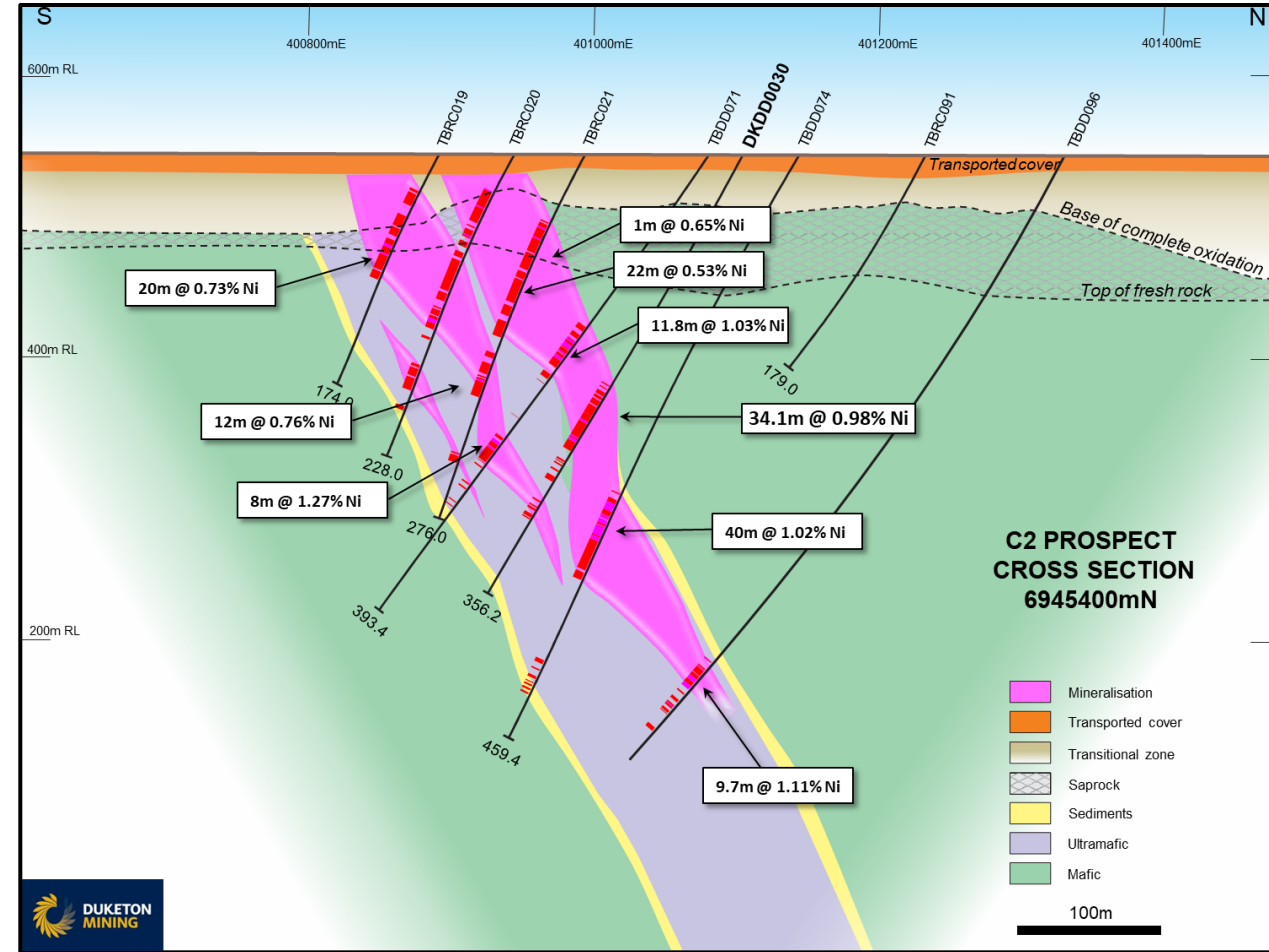 S
N
400800mE
401000mE
401200mE
401400mE
600m RL
TBRC019
TBRC020
TBRC021
TBDD071
DKDD0030
TBDD074
TBRC091
TBDD096
Transported cover
Base of complete oxidation
Top of fresh rock
1m @ 0.65% Ni
22m @ 0.53% Ni
20m @ 0.73% Ni
11.8m @ 1.03% Ni
400m RL
174.0
179.0
12m @ 0.76% Ni
34.1m @ 0.98% Ni
228.0
8m @ 1.27% Ni
276.0
40m @ 1.02% Ni
C2 PROSPECT
CROSS SECTION
6945400mN
393.4
356.2
200m RL
459.4
9.7m @ 1.11% Ni
Mineralisation
Transported cover
Transitional zone
Saprock
Sediments
Ultramafic
Mafic
100m
DUKETON
MINING